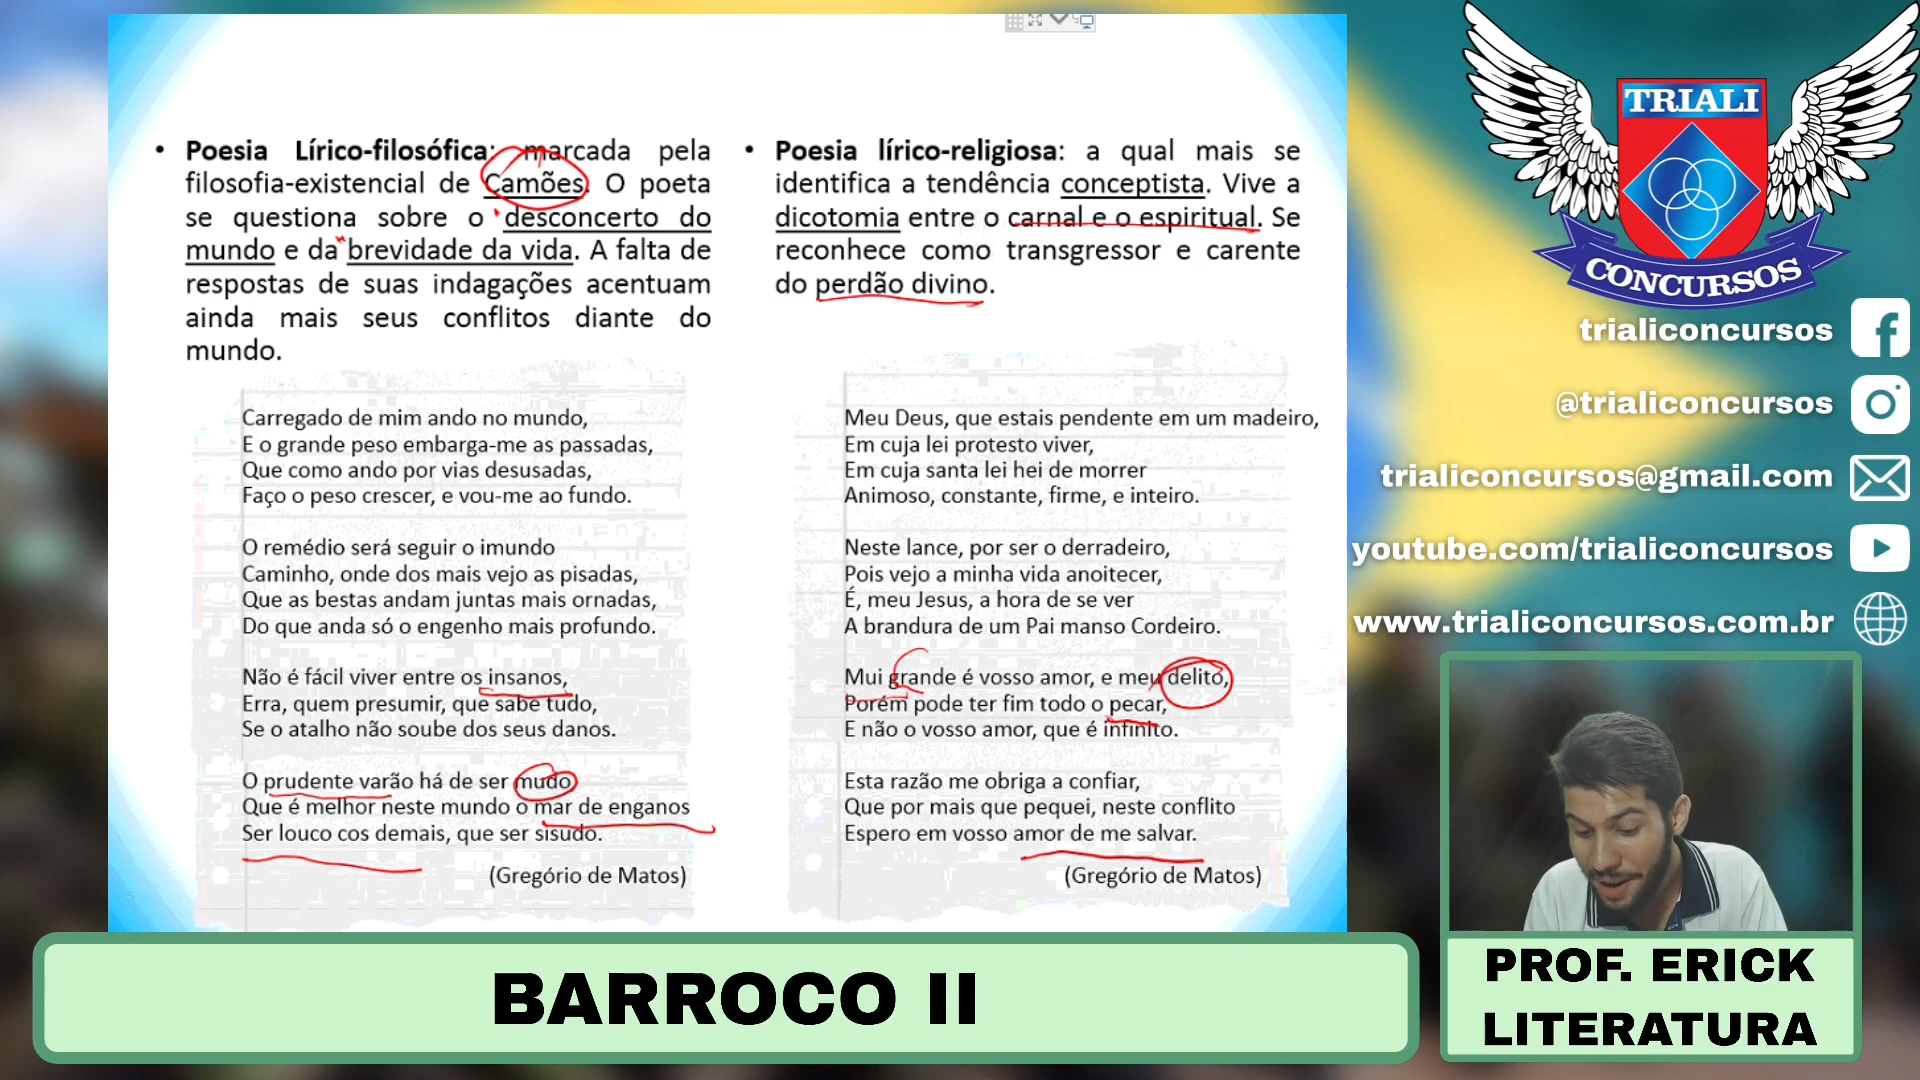 • Poesia Lírico-filosófica: marcada pela
filosofia-existencial de Camões. O poeta
se questiona sobre o desconcerto do
mundo e da brevidade da vida. A falta de
respostas de suas indagações acentuam
ainda mais seus conflitos diante do
mundo.
Carregado de mim ando no mundo,
E o grande peso embarga-me as passadas,
Que como ando por vias desusadas,
Faço o peso crescer, e vou-me ao fundo.
O remédio será seguir o imundo
Caminho, onde dos mais vejo as pisadas,
Que as bestas andam juntas mais ornadas,
Do que anda só o engenho mais profundo.
Não é fácil viver entre os insanos,
Erra, quem presumir, que sabe tudo,
Se o atalho não soube dos seus danos.
O prudente varão há de ser mudo
Que é melhor neste mundo o mar de enganos
Ser louco cos demais, que ser sisudo.
(Gregório de Matos)
• Poesia lírico-religiosa: a qual mais se
identifica a tendência conceptista. Vive a
dicotomia entre o carnal e o espiritual. Se
reconhece como transgressor e carente
do perdão divino.
Meu Deus, que estais pendente em um madeiro,
Em cuja lei protesto viver,
Em cuja santa lei hei de morrer
Animoso, constante, firme, e inteiro.
Neste lance, por ser o derradeiro,
Pois vejo a minha vida anoitecer,
É, meu Jesus, a hora de se ver
A brandura de um Pai manso Cordeiro.
Mui grande é vosso amor, e meu delito,
Porém pode ter fim todo o pecar,
E não o vosso amor, que é infinito.
Esta razão me obriga a confiar,
Que por mais que pequei, neste conflito
Espero em vosso amor de me salvar.
(Gregório de Matos)
TRIALI
CONCURSOS
trialiconcursos
@trialiconcursos
trialiconcursos@gmail.com
youtube.com/trialiconcursos
www.trialiconcursos.com.br
BARROCO II
PROF. ERICK
LITERATURA